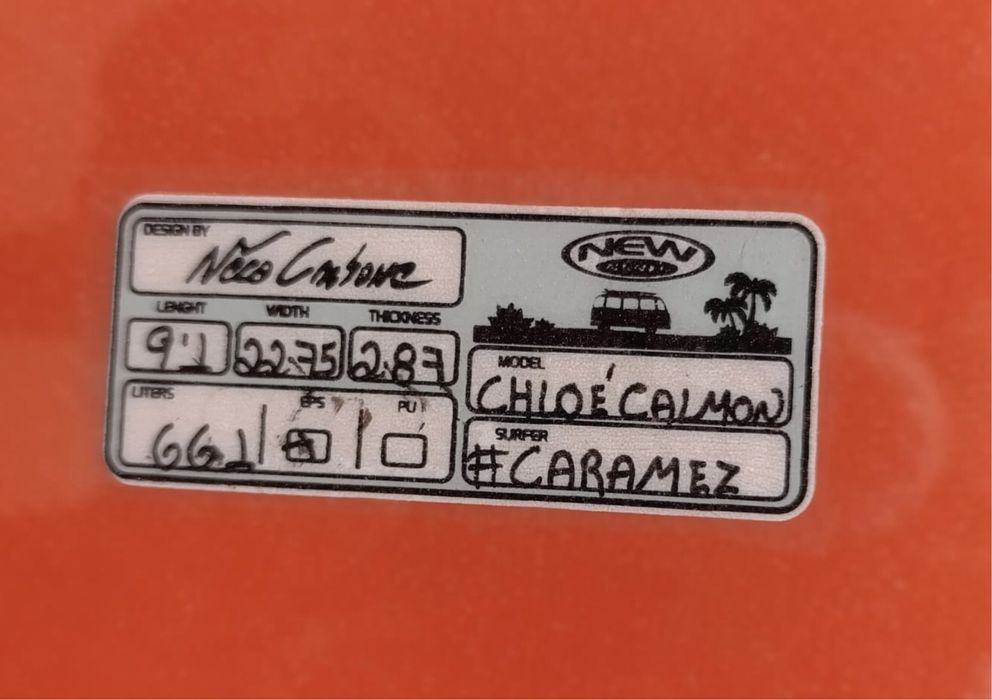 DESIGN BY
Neco Carbone
LENGHT WIDTH THICKNESS
9'1 22.75 2.87
LITERS EPS PU
66.1
NEW
MODEL
CHLOÉ CALMON
SURFER
#CARAMEZ